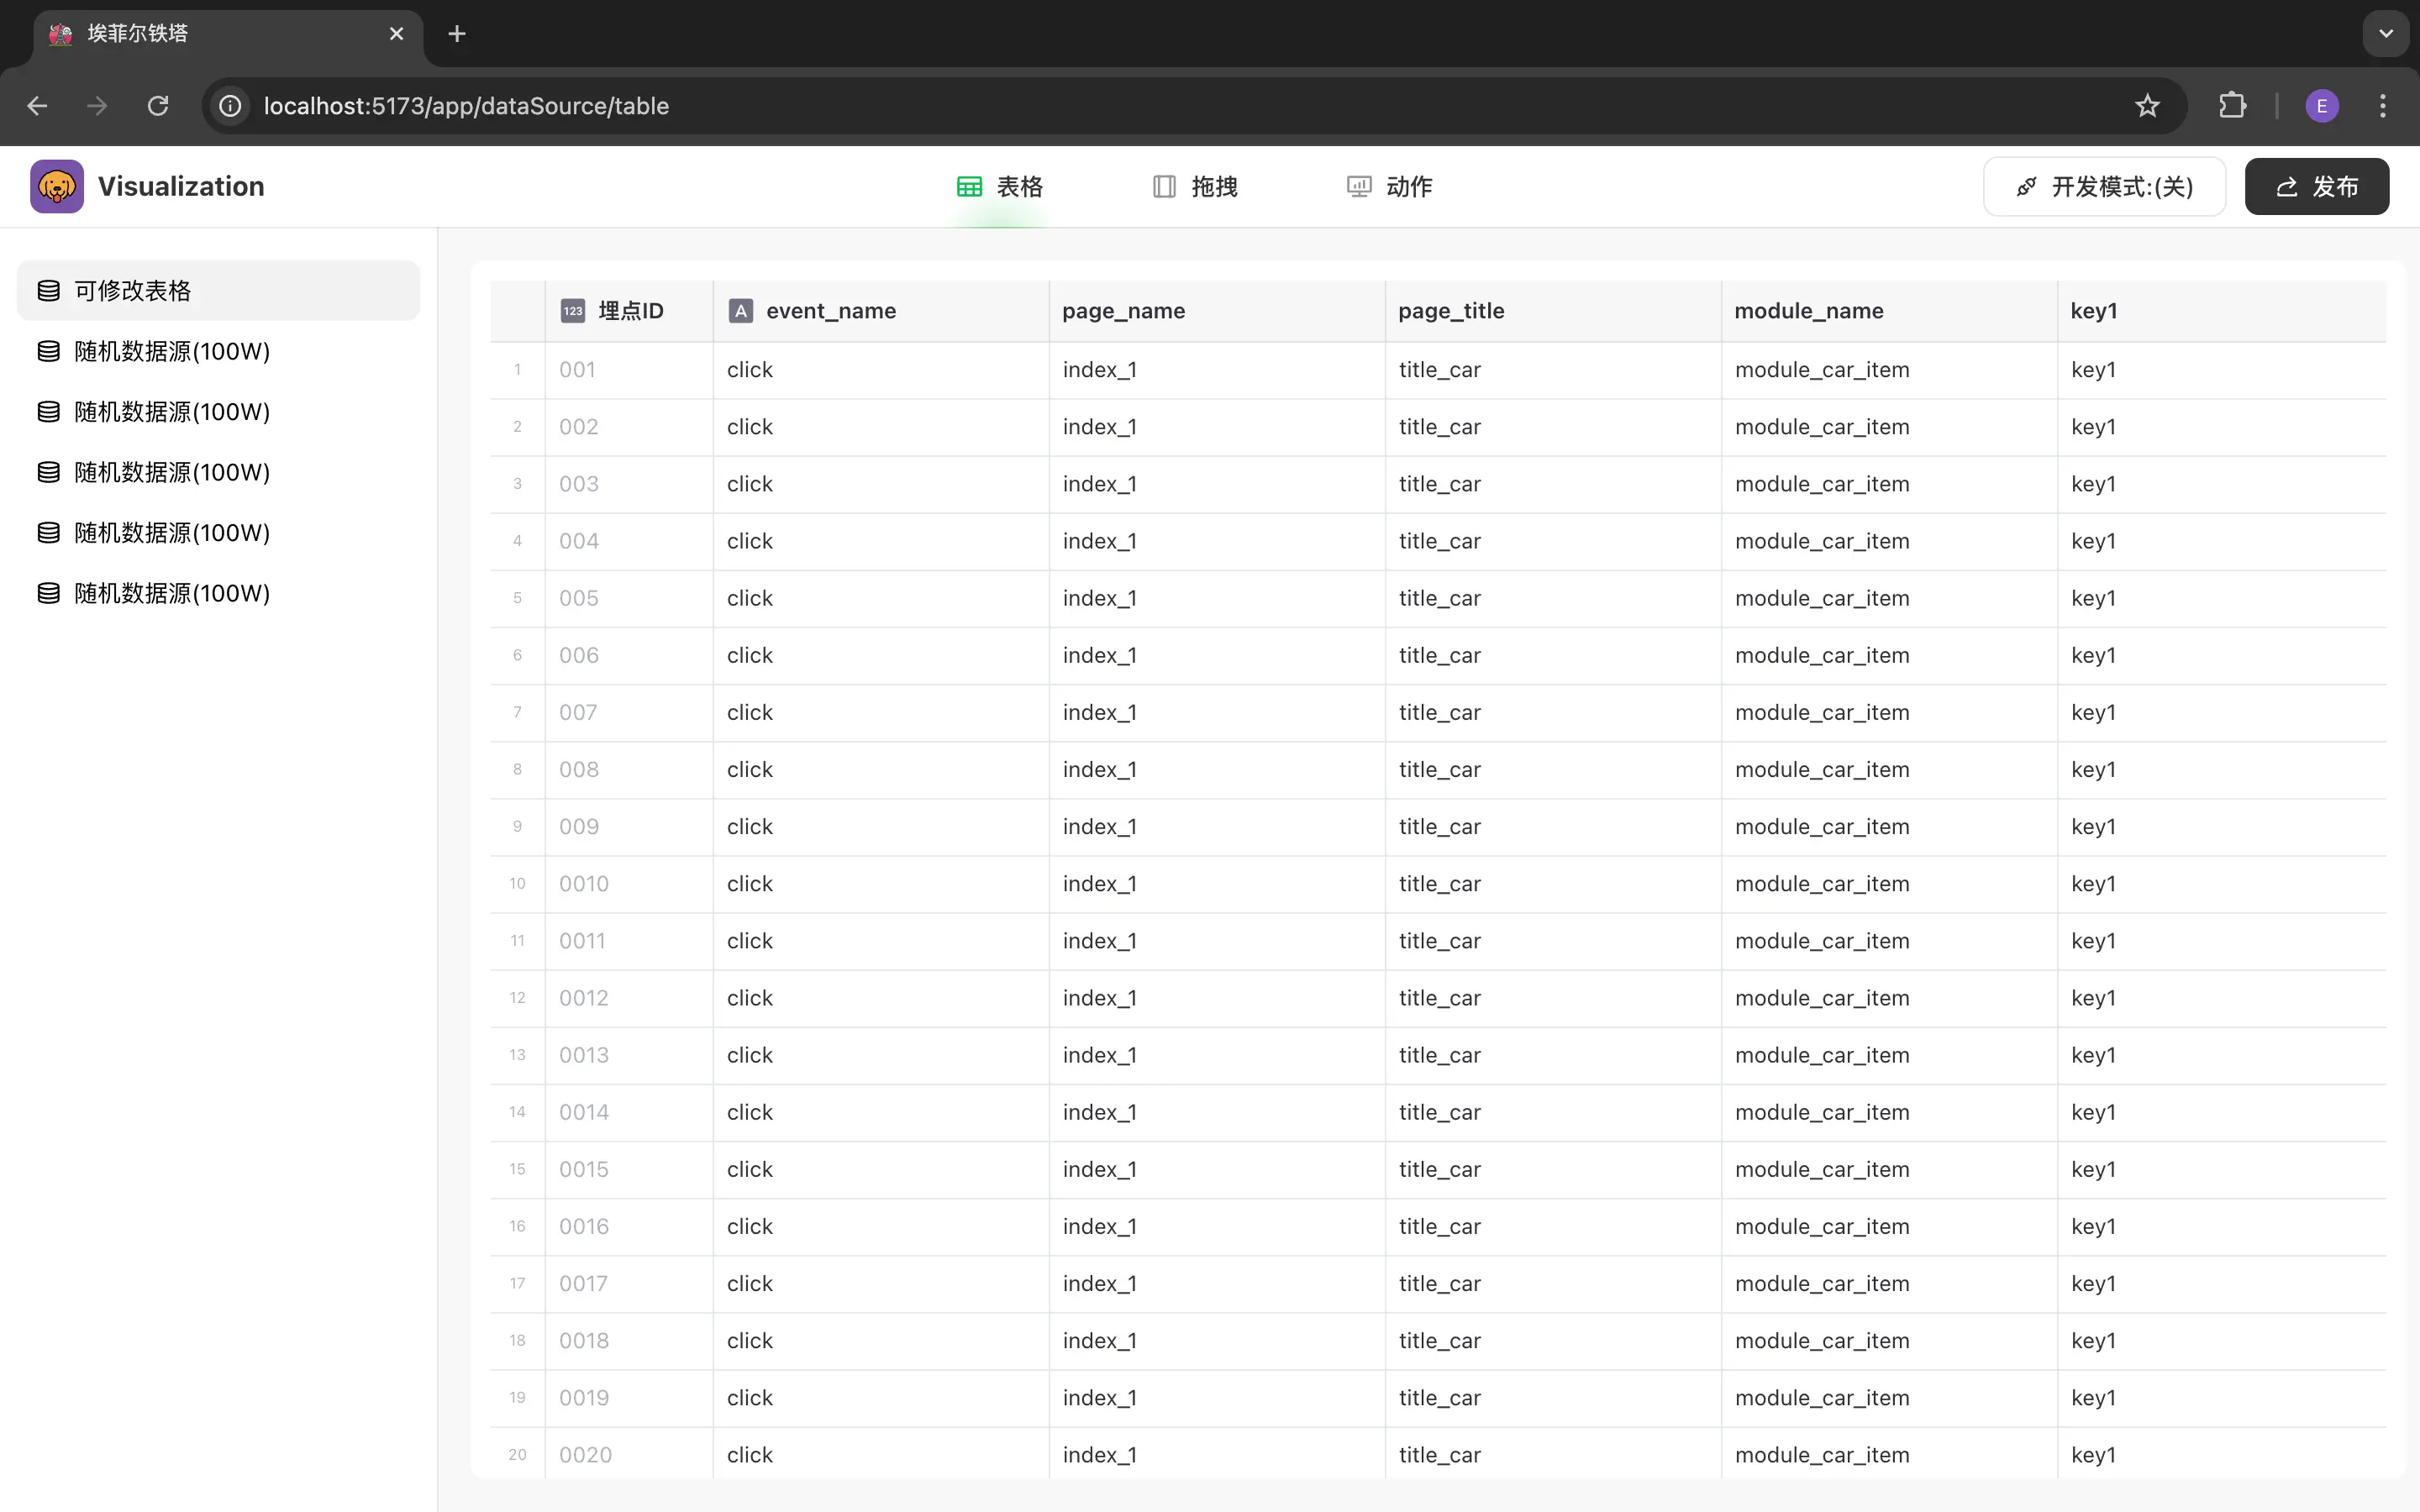 埃菲尔铁塔
localhost:5173/app/dataSource/table
E
Visualization
表格
拖拽
动作
开发模式:(关)
发布
可修改表格
随机数据源(100W)
随机数据源(100W)
随机数据源(100W)
随机数据源(100W)
随机数据源(100W)
123 埋点ID A event_name page_name page_title module_name key1
1 001 click index_1 title_car module_car_item key1
2 002 click index_1 title_car module_car_item key1
3 003 click index_1 title_car module_car_item key1
4 004 click index_1 title_car module_car_item key1
5 005 click index_1 title_car module_car_item key1
6 006 click index_1 title_car module_car_item key1
7 007 click index_1 title_car module_car_item key1
8 008 click index_1 title_car module_car_item key1
9 009 click index_1 title_car module_car_item key1
10 0010 click index_1 title_car module_car_item key1
11 0011 click index_1 title_car module_car_item key1
12 0012 click index_1 title_car module_car_item key1
13 0013 click index_1 title_car module_car_item key1
14 0014 click index_1 title_car module_car_item key1
15 0015 click index_1 title_car module_car_item key1
16 0016 click index_1 title_car module_car_item key1
17 0017 click index_1 title_car module_car_item key1
18 0018 click index_1 title_car module_car_item key1
19 0019 click index_1 title_car module_car_item key1
20 0020 click index_1 title_car module_car_item key1